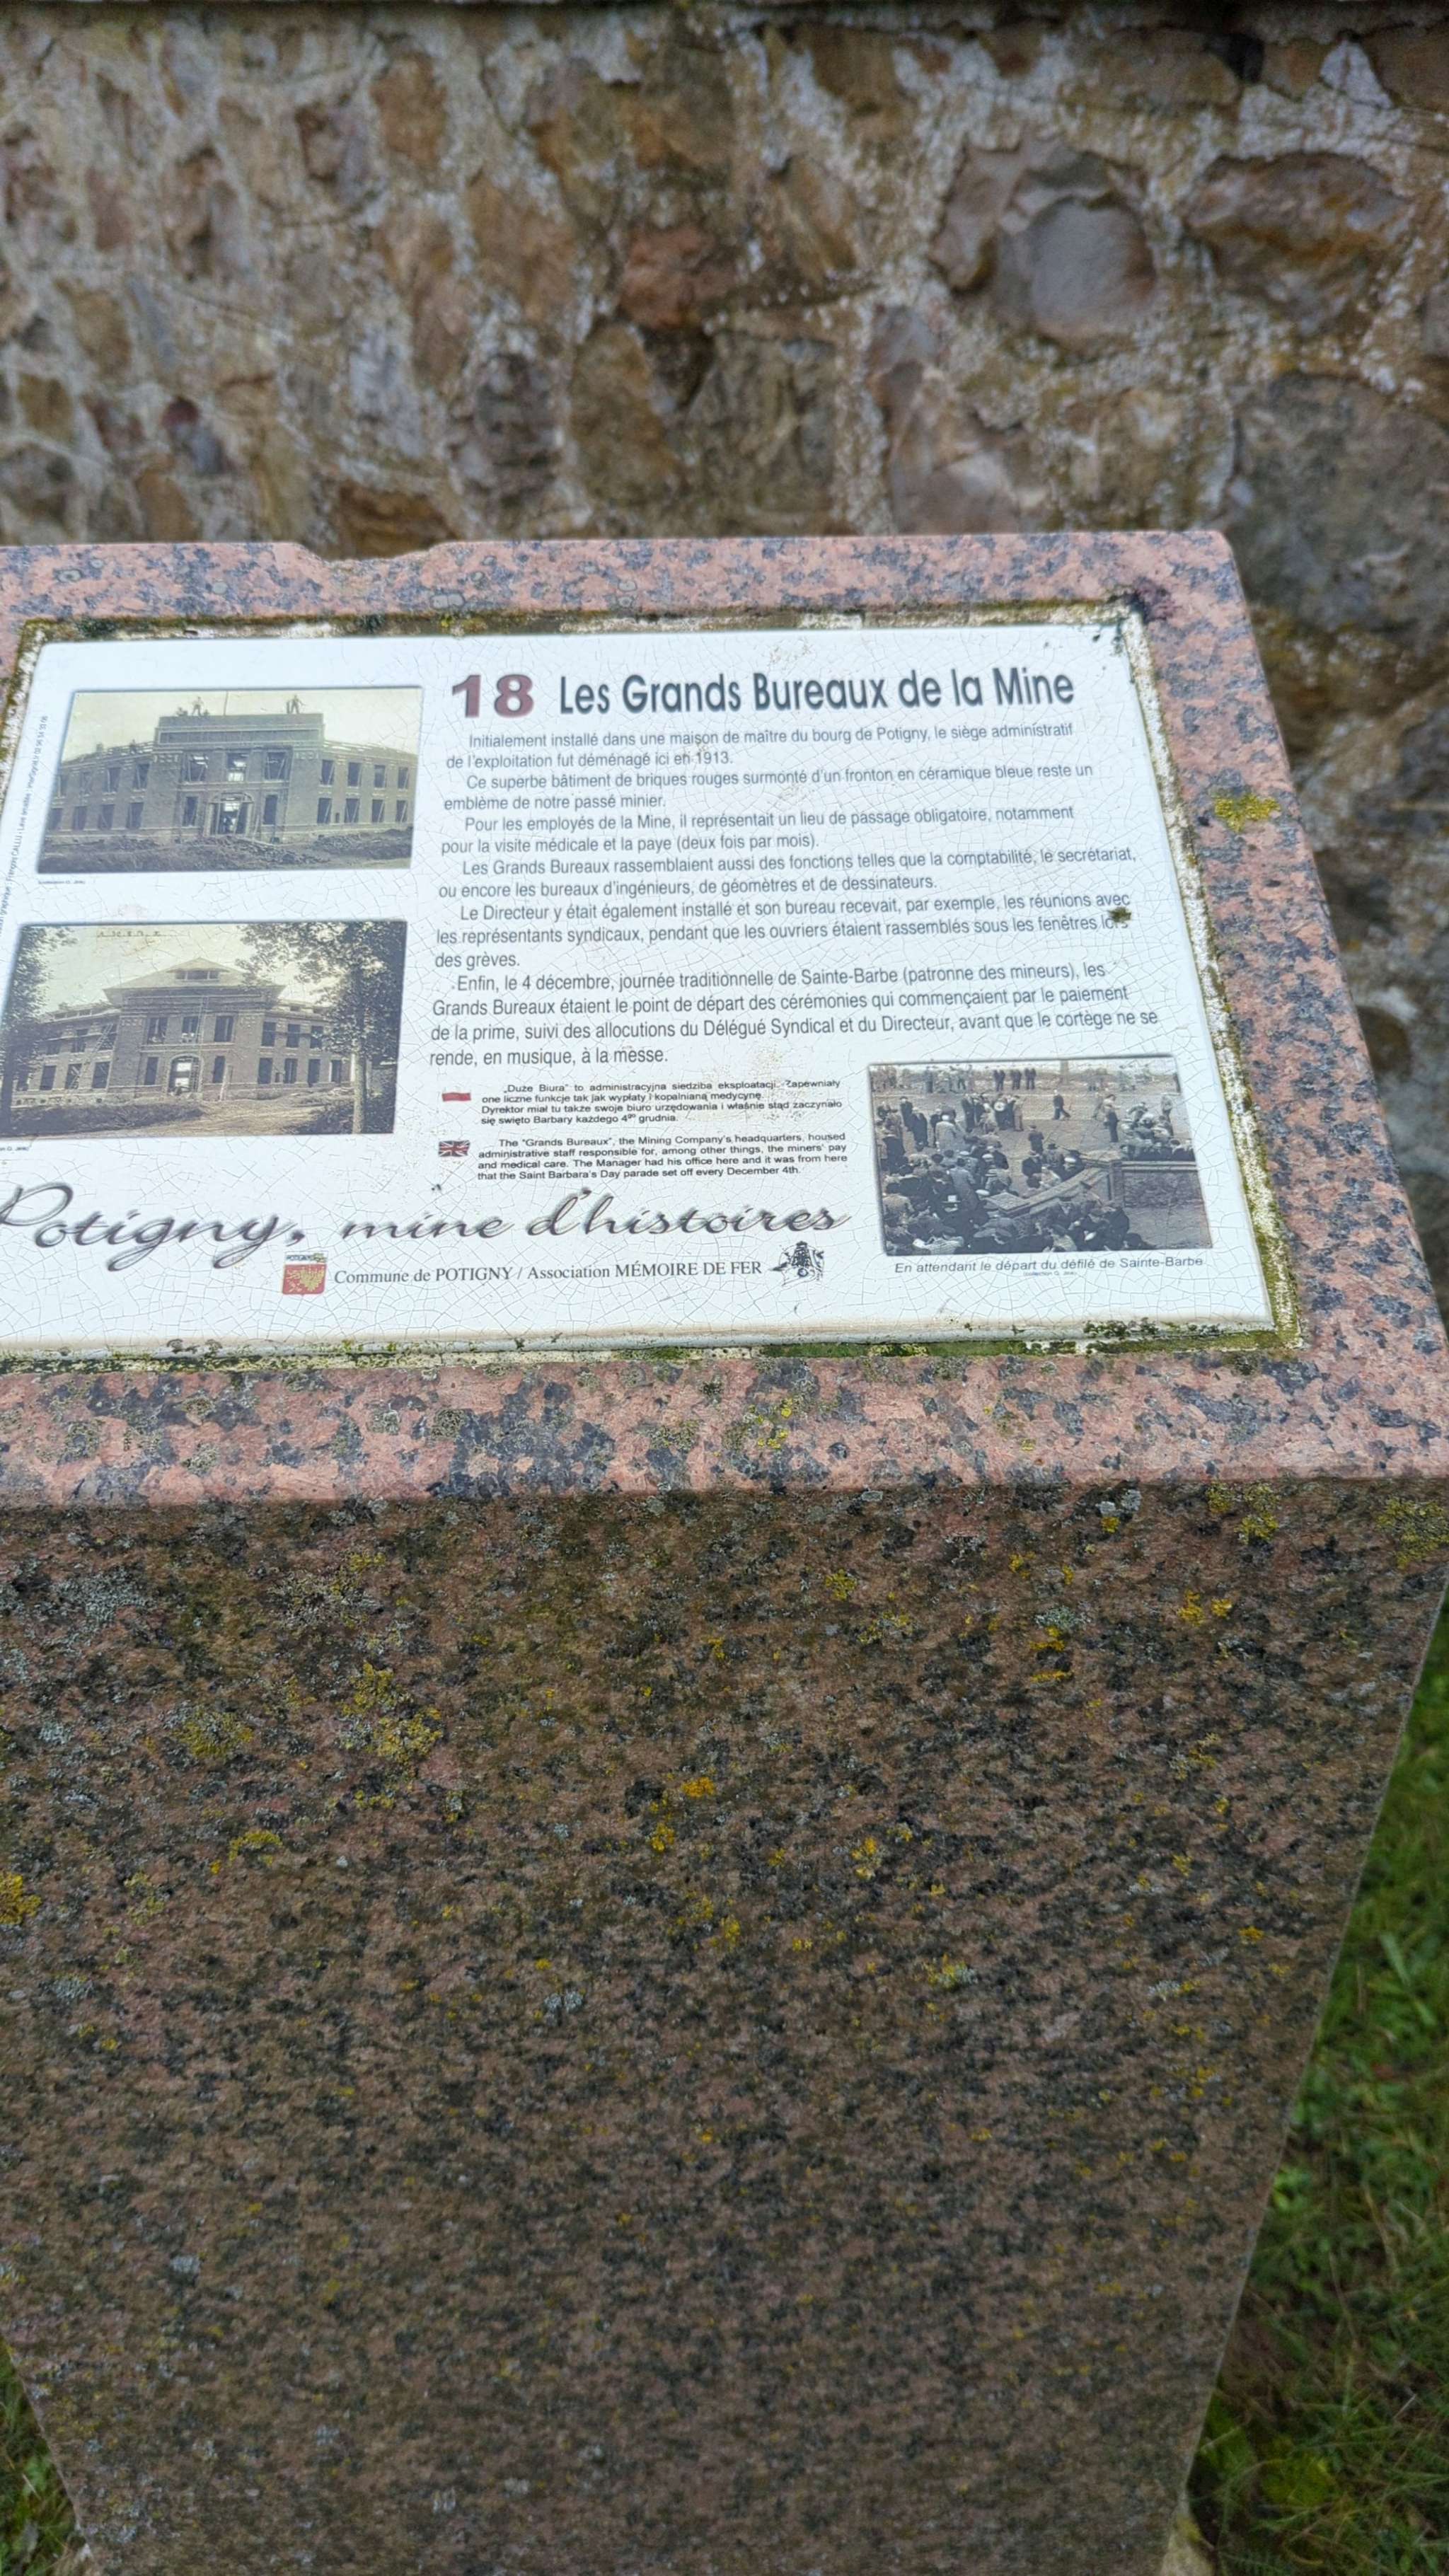 18 Les Grands Bureaux de la Mine
Initialement installé dans une maison de maître du bourg de Potigny, le siège administratif
de l'exploitation fut déménagé ici en 1913.
Ce superbe bâtiment de briques rouges surmonté d'un fronton en céramique bleue reste un
emblème de notre passé minier.
Pour les employés de la Mine, il représentait un lieu de passage obligatoire, notamment
pour la visite médicale et la paye (deux fois par mois).
Les Grands Bureaux rassemblaient aussi des fonctions telles que la comptabilité, le secrétariat,
ou encore les bureaux d'ingénieurs, de géomètres et de dessinateurs.
Le Directeur y était également installé et son bureau recevait, par exemple, les réunions avec
les représentants syndicaux, pendant que les ouvriers étaient rassemblés sous les fenêtres lors
des grèves.
Enfin, le 4 décembre, journée traditionnelle de Sainte-Barbe (patronne des mineurs), les
Grands Bureaux étaient le point de départ des cérémonies qui commençaient par le paiement
de la prime, suivi des allocutions du Délégué Syndical et du Directeur, avant que le cortège ne se
rende, en musique, à la messe.
„Duże Biura" to administracyjna siedziba eksploatacji. Zapewniały
one liczne funkcje tak jak wypłaty i kopalnianą medycynę.
Dyrektor miał tu także swoje biuro urzędowania i właśnie stąd zaczynało
się swięto Barbary każdego 4go grudnia.
The "Grands Bureaux", the Mining Company's headquarters, housed
administrative staff responsible for, among other things, the miners' pay
and medical care. The Manager had his office here and it was from here
that the Saint Barbara's Day parade set off every December 4th.
Potigny, mine d'histoires
POTIGNY
Commune de POTIGNY / Association MÉMOIRE DE FER
En attendant le départ du défilé de Sainte-Barbe